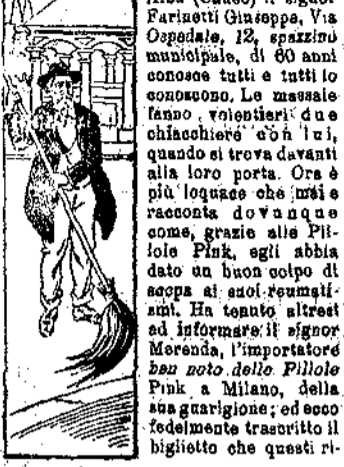 Alba (Cuneo) il signor
Farinetti Giuseppe, Via
Ospedale, 12, spazzino
municipale, di 60 anni
conosce tutti e tutti lo
conoscono. Le massaie
fanno volentieri due
chiacchiere con lui,
quando si trova davanti
alla loro porta. Ora è
più loquace che mai e
racconta dovunque
come, grazie alle Pil-
lole Pink, egli abbia
dato un buon colpo di
scopa ai suoi reumati-
smi. Ha tenuto altresì
ad informare il signor
Merenda, l'importatore
ben noto delle Pillole
Pink a Milano, della
sua guarigione; ed ecco
fedelmente trascritto il
biglietto che questi ri-